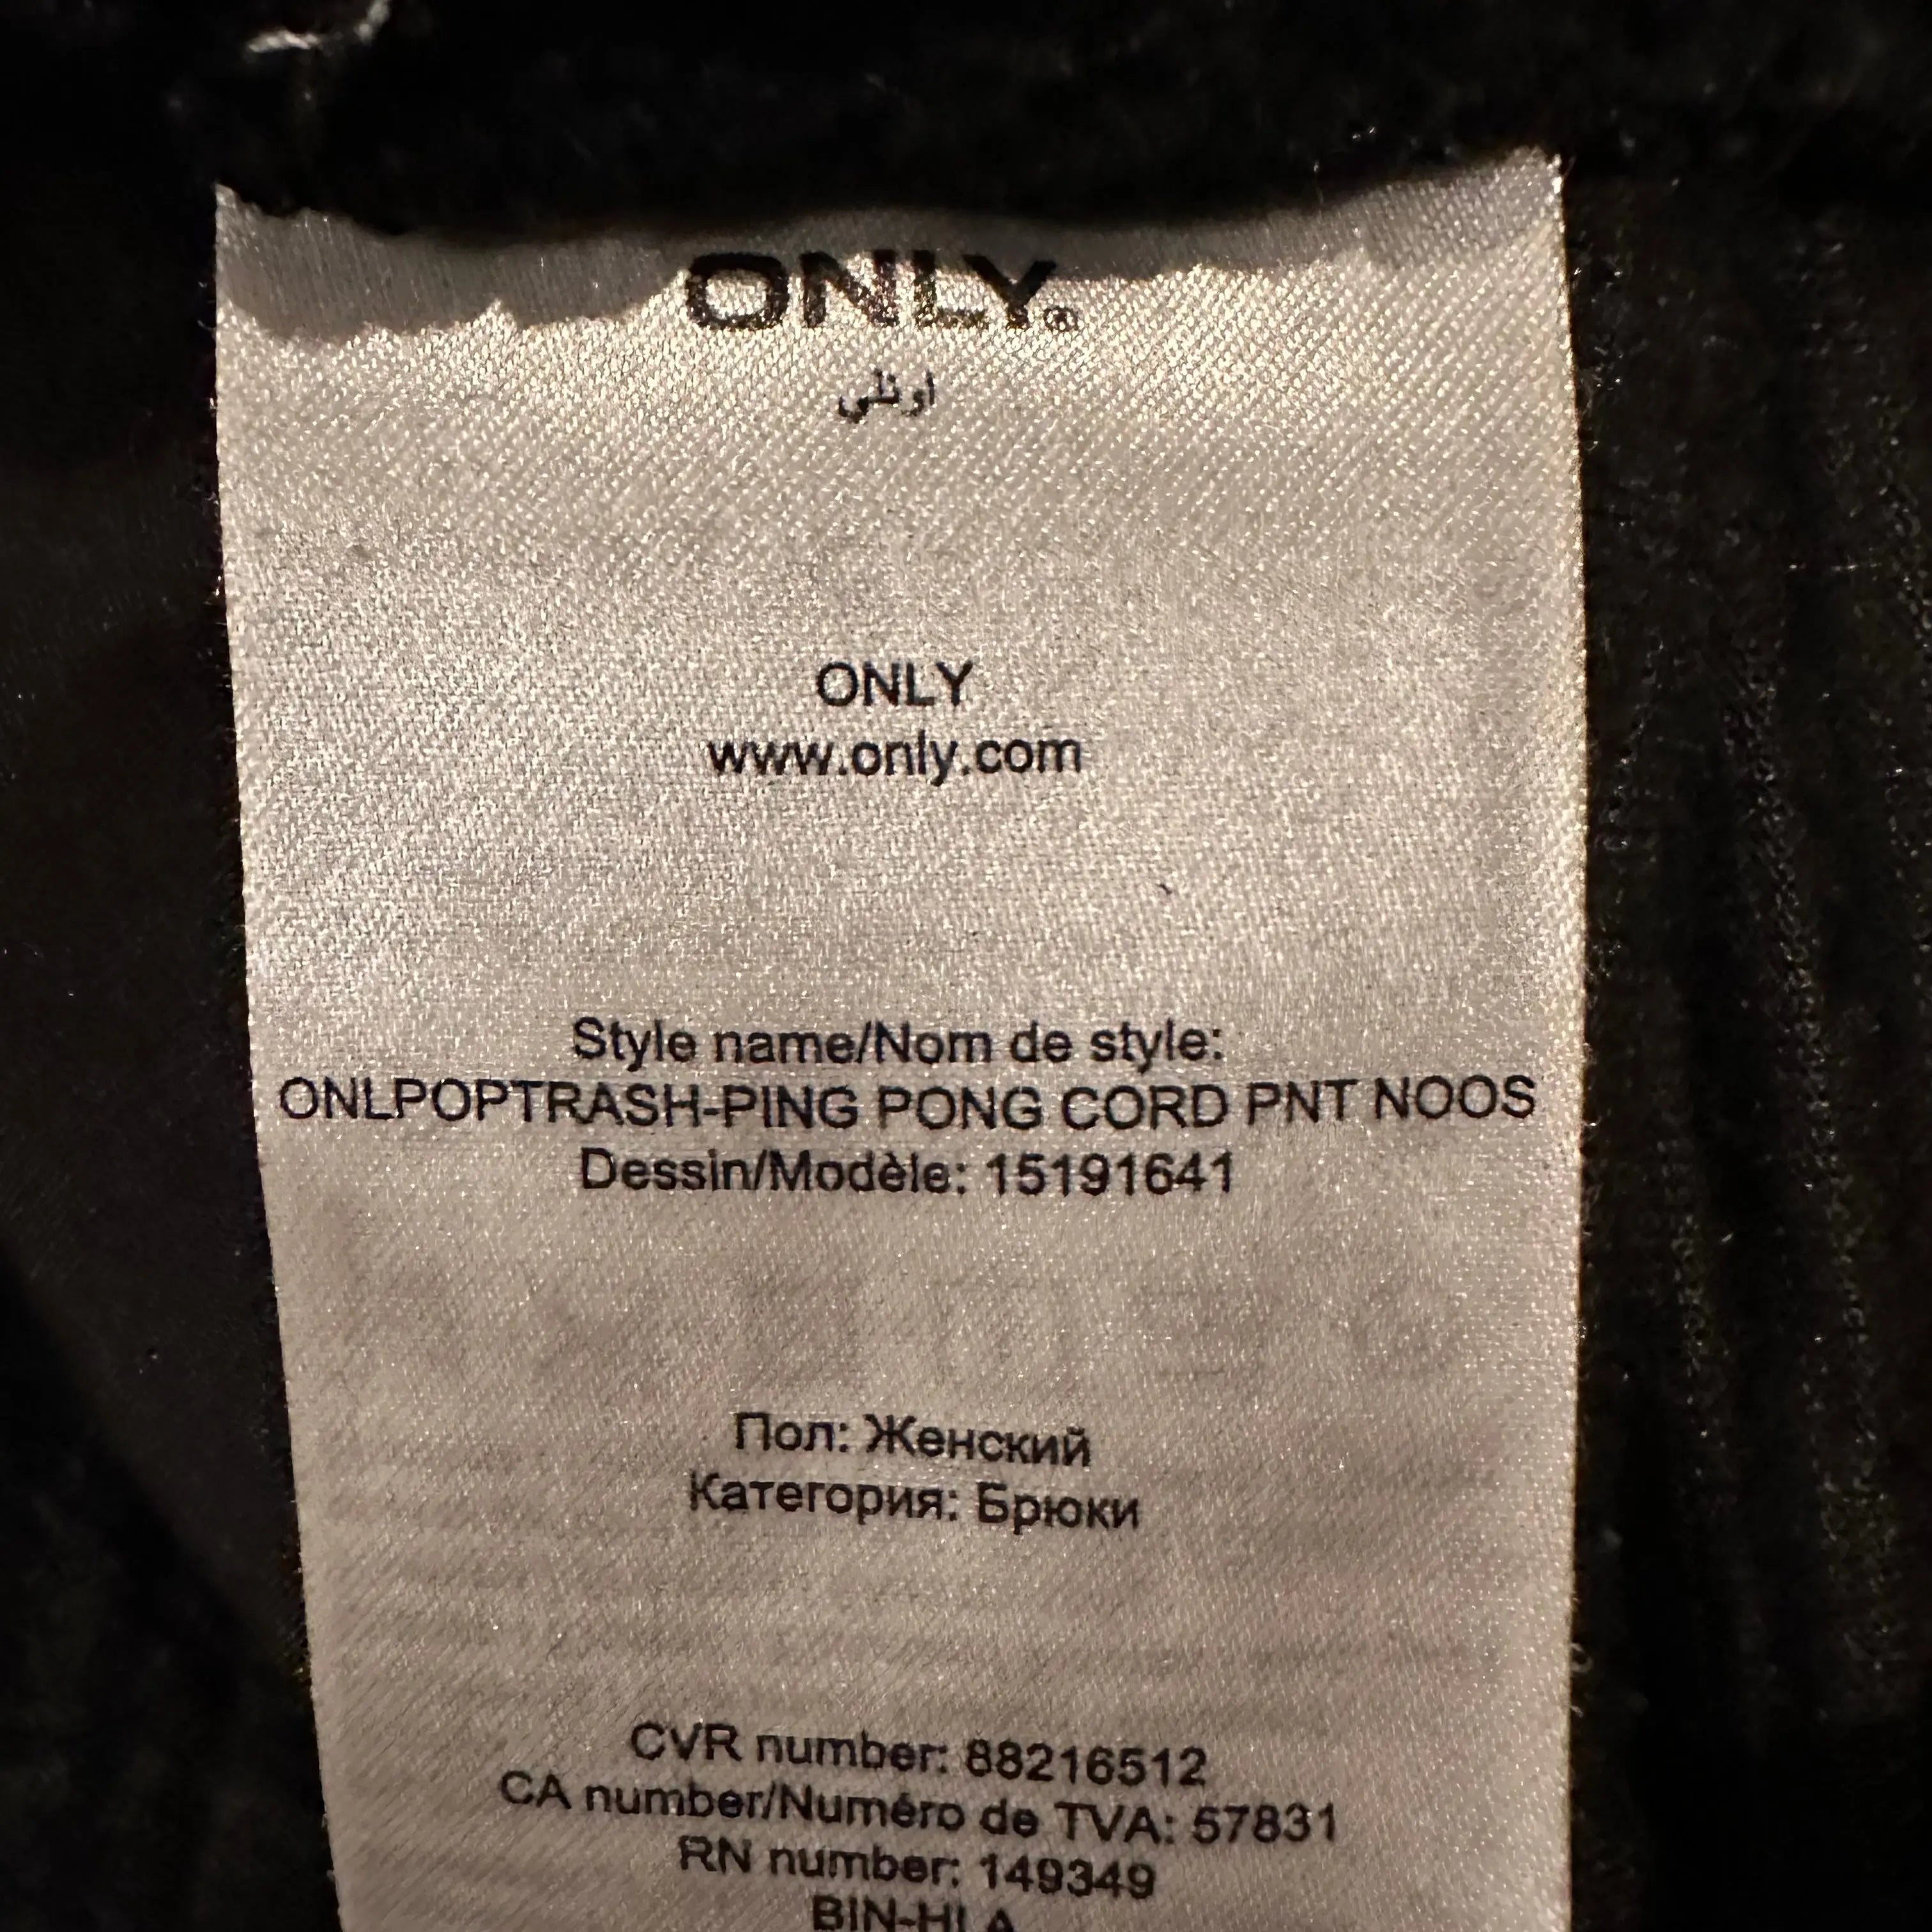 ONLY®
اونلي
ONLY
www.only.com
Style name/Nom de style:
ONLPOPTRASH-PING PONG CORD PNT NOOS
Dessin/Modèle: 15191641
Пол: Женский
Категория: Брюки
CVR number: 88216512
CA number/Numéro de TVA: 57831
RN number: 149349